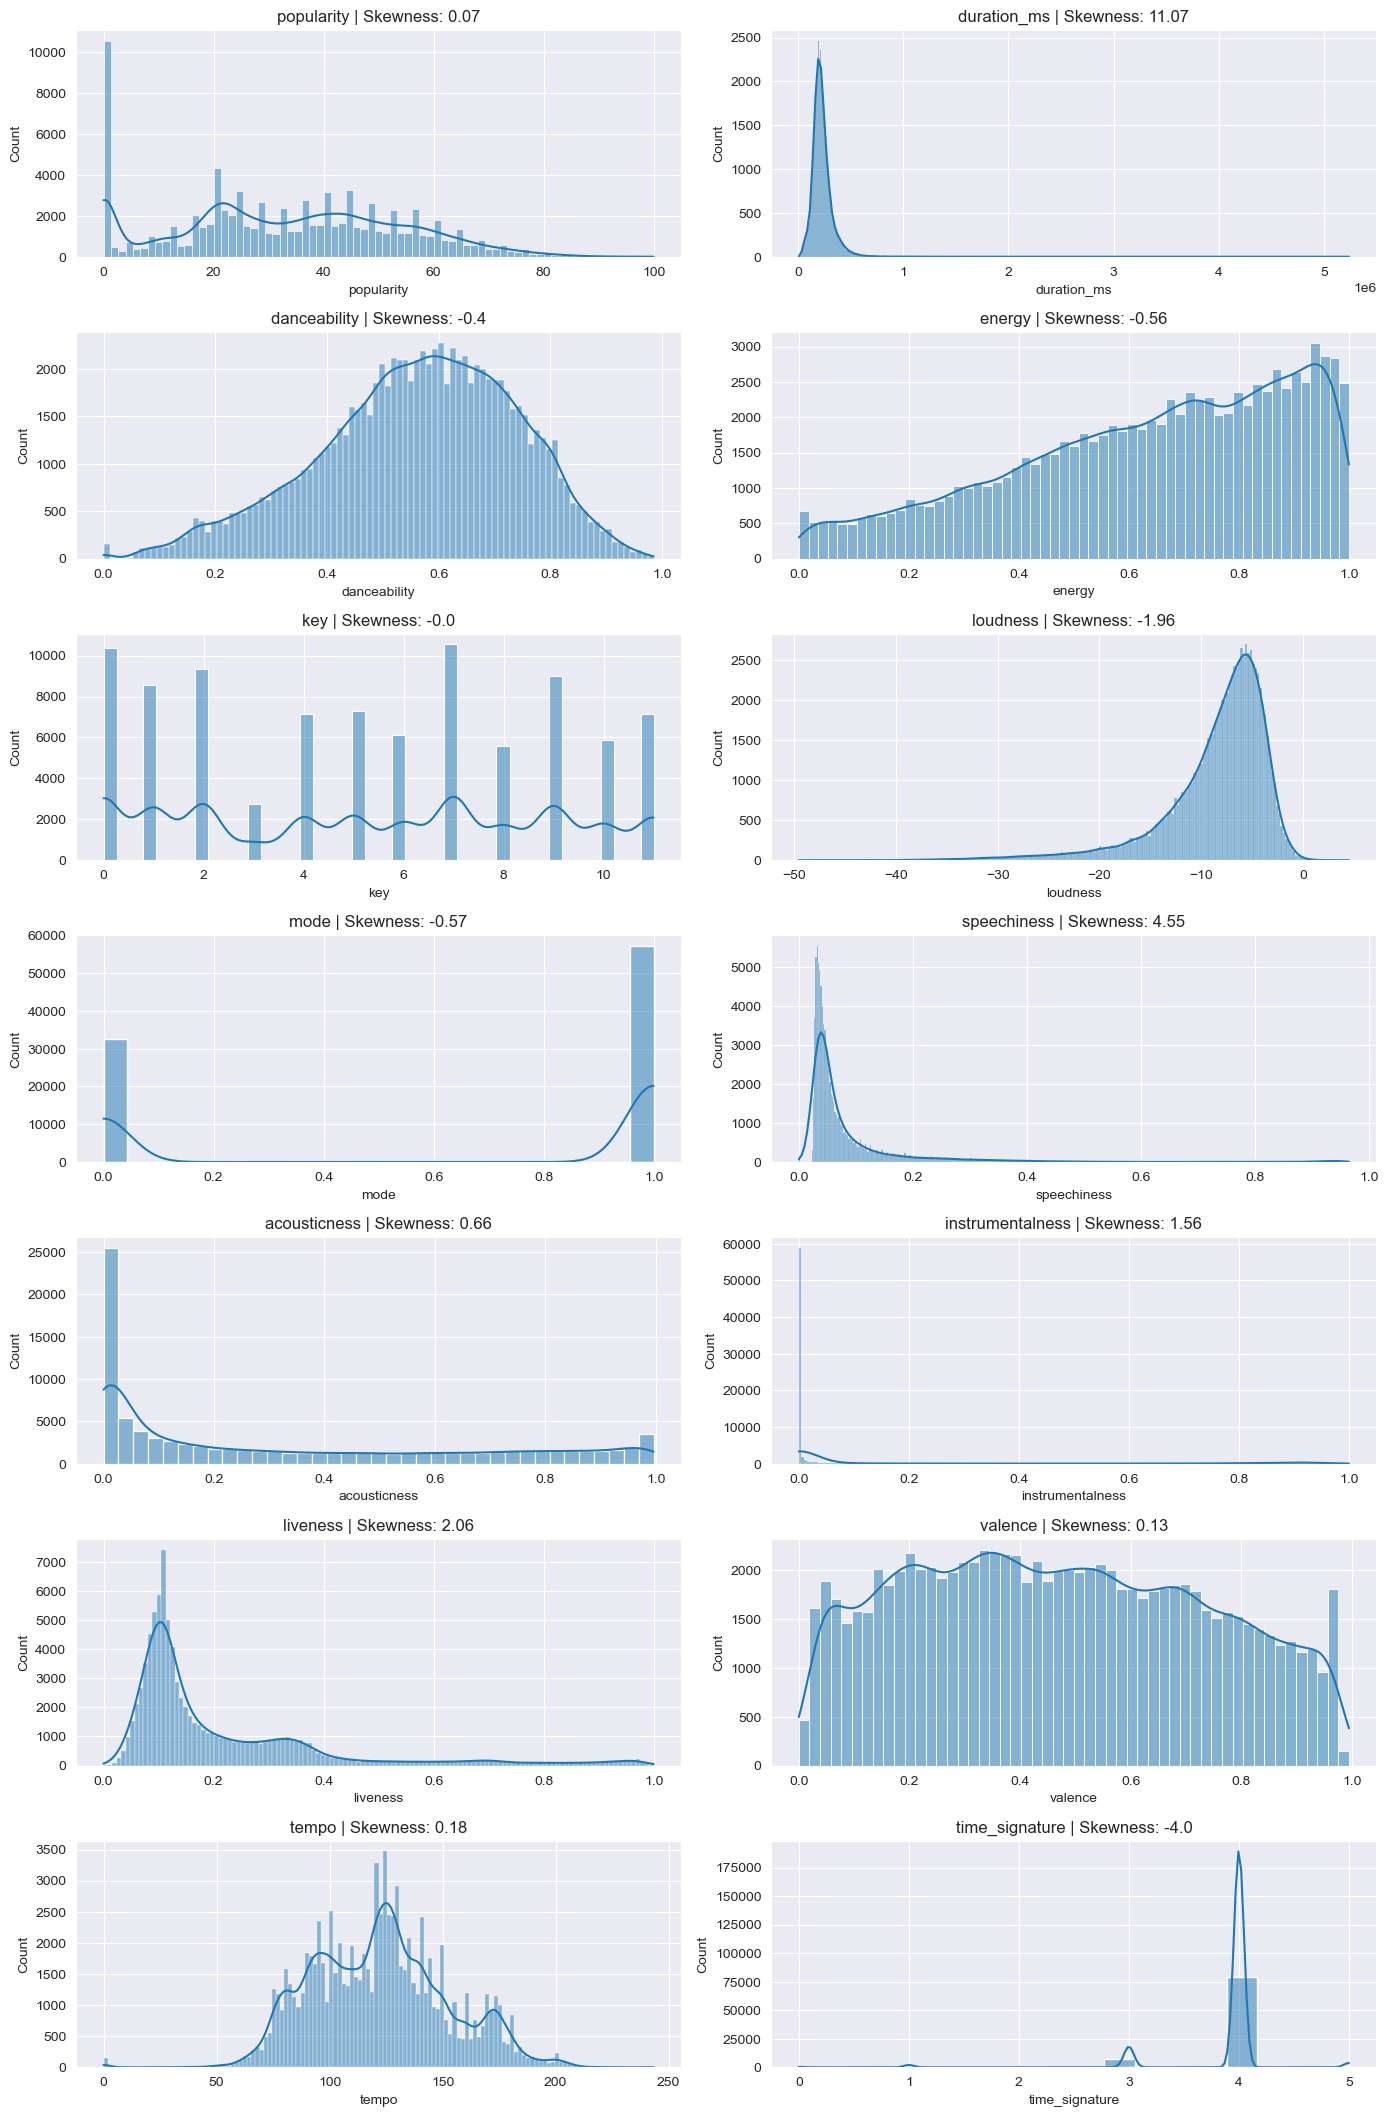 popularity | Skewness: 0.07
10000
8000
6000
4000
2000
0
Count
0 20 40 60 80 100
popularity
duration_ms | Skewness: 11.07
2500
2000
1500
1000
500
0
Count
0 1 2 3 4 5
1e6
duration_ms
danceability | Skewness: -0.4
2000
1500
1000
500
0
Count
0.0 0.2 0.4 0.6 0.8 1.0
danceability
energy | Skewness: -0.56
3000
2500
2000
1500
1000
500
0
Count
0.0 0.2 0.4 0.6 0.8 1.0
energy
key | Skewness: -0.0
10000
8000
6000
4000
2000
0
Count
0 2 4 6 8 10
key
loudness | Skewness: -1.96
2500
2000
1500
1000
500
0
Count
−50 −40 −30 −20 −10 0
loudness
mode | Skewness: -0.57
60000
50000
40000
30000
20000
10000
0
Count
0.0 0.2 0.4 0.6 0.8 1.0
mode
speechiness | Skewness: 4.55
5000
4000
3000
2000
1000
0
Count
0.0 0.2 0.4 0.6 0.8 1.0
speechiness
acousticness | Skewness: 0.66
25000
20000
15000
10000
5000
0
Count
0.0 0.2 0.4 0.6 0.8 1.0
acousticness
instrumentalness | Skewness: 1.56
60000
50000
40000
30000
20000
10000
0
Count
0.0 0.2 0.4 0.6 0.8 1.0
instrumentalness
liveness | Skewness: 2.06
7000
6000
5000
4000
3000
2000
1000
0
Count
0.0 0.2 0.4 0.6 0.8 1.0
liveness
valence | Skewness: 0.13
2000
1500
1000
500
0
Count
0.0 0.2 0.4 0.6 0.8 1.0
valence
tempo | Skewness: 0.18
3500
3000
2500
2000
1500
1000
500
0
Count
0 50 100 150 200 250
tempo
time_signature | Skewness: -4.0
175000
150000
125000
100000
75000
50000
25000
0
Count
0 1 2 3 4 5
time_signature